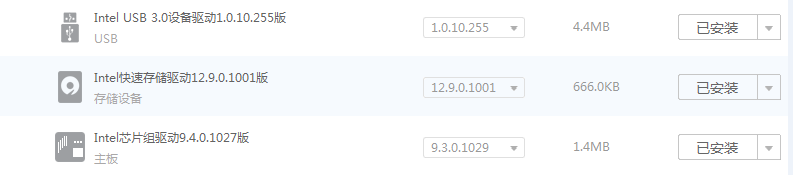 Intel USB 3.0设备驱动1.0.10.255版
USB
1.0.10.255
4.4MB
已安装
Intel快速存储驱动12.9.0.1001版
存储设备
12.9.0.1001
666.0KB
已安装
Intel芯片组驱动9.4.0.1027版
主板
9.3.0.1029
1.4MB
已安装